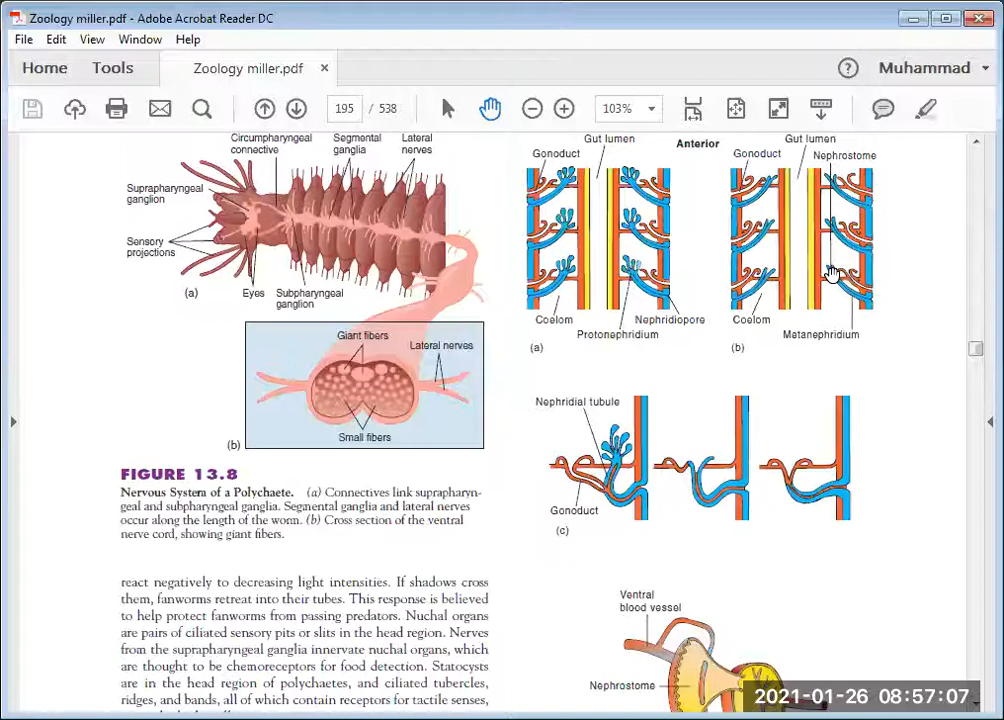 Zoology miller.pdf - Adobe Acrobat Reader DC
File Edit View Window Help
Home Tools Zoology miller.pdf × Muhammad
195 / 538 103%
Circumpharyngeal connective
Segmental ganglia
Lateral nerves
Suprapharyngeal ganglion
Sensory projections
(a)
Eyes
Subpharyngeal ganglion
Giant fibers
Lateral nerves
Small fibers
(b)
FIGURE 13.8
Nervous System of a Polychaete. (a) Connectives link suprapharyn-
geal and subpharyngeal ganglia. Segmental ganglia and lateral nerves
occur along the length of the worm. (b) Cross section of the ventral
nerve cord, showing giant fibers.
react negatively to decreasing light intensities. If shadows cross
them, fanworms retreat into their tubes. This response is believed
to help protect fanworms from passing predators. Nuchal organs
are pairs of ciliated sensory pits or slits in the head region. Nerves
from the suprapharyngeal ganglia innervate nuchal organs, which
are thought to be chemoreceptors for food detection. Statocysts
are in the head region of polychaetes, and ciliated tubercles,
ridges, and bands, all of which contain receptors for tactile senses,
Gut lumen
Anterior
Gut lumen
Gonoduct
Gonoduct
Nephrostome
Coelom
Nephridiopore
Protonephridium
(a)
Coelom
Metanephridium
(b)
Nephridial tubule
Gonoduct
(c)
Ventral
blood vessel
Nephrostome
2021-01-26 08:57:07